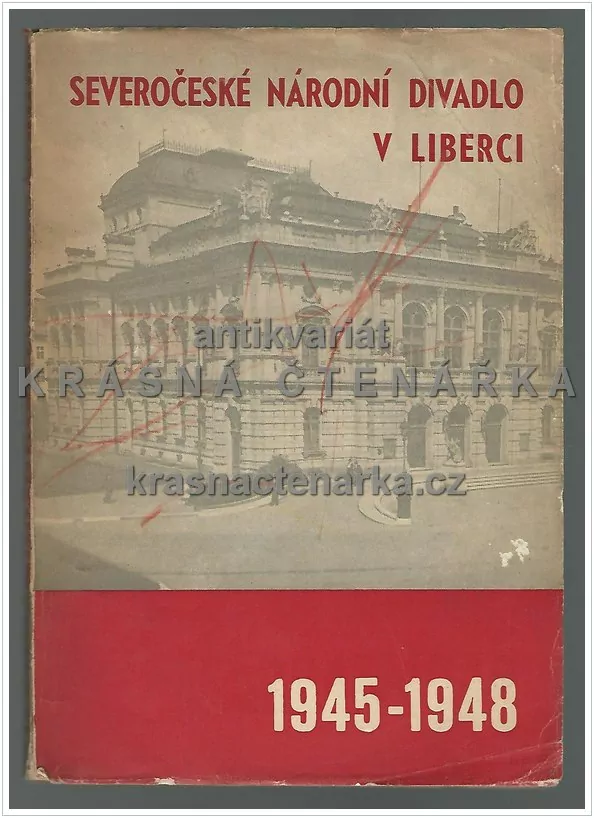 SEVEROČESKÉ NÁRODNÍ DIVADLO
V LIBERCI
antikvariát
KRÁSNÁ ČTENÁŘKA
krasnactenarka.cz
1945-1948